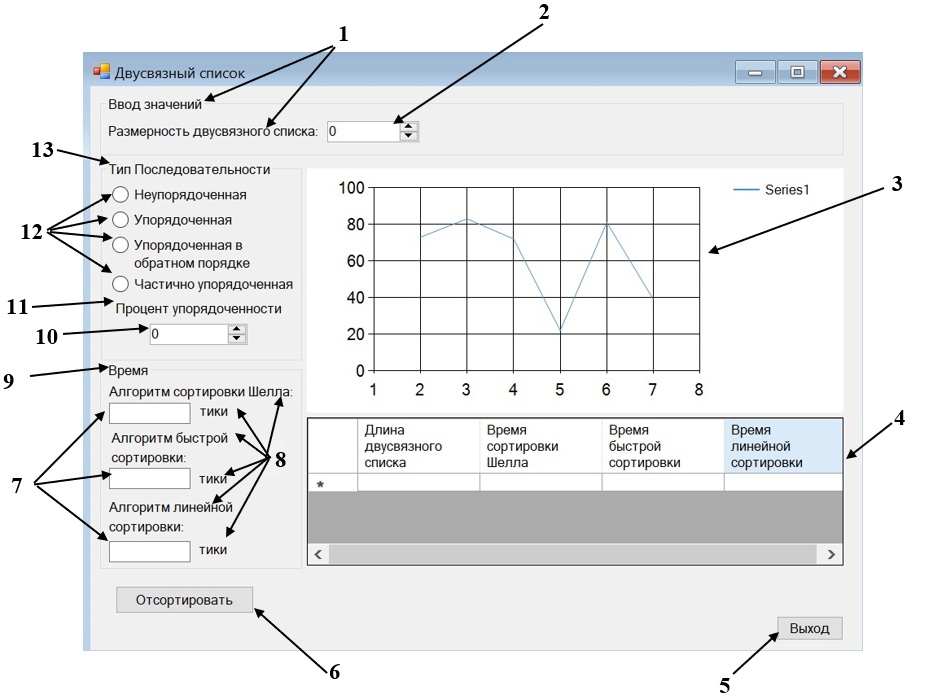 1
2
Двусвязный список
Ввод значений
Размерность двусвязного списка:
0
13
Тип Последовательности
Неупорядоченная
Упорядоченная
Упорядоченная в
обратном порядке
Частично упорядоченная
12
11
Процент упорядоченности
10
0
100
80
60
40
20
0
1 2 3 4 5 6 7 8
Series1
3
9
Время
Алгоритм сортировки Шелла:
тики
Алгоритм быстрой
сортировки:
тики
Алгоритм линейной
сортировки:
тики
7
8
Длина
двусвязного
списка
Время
сортировки
Шелла
Время
быстрой
сортировки
Время
линейной
сортировки
*
4
Отсортировать
6
Выход
5